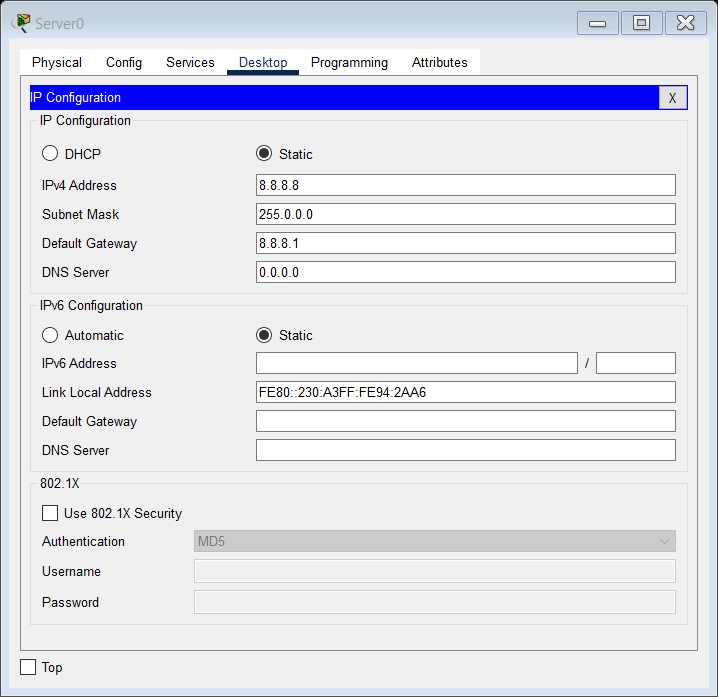 Server0
Physical Config Services Desktop Programming Attributes
IP Configuration X
IP Configuration
DHCP Static
IPv4 Address 8.8.8.8
Subnet Mask 255.0.0.0
Default Gateway 8.8.8.1
DNS Server 0.0.0.0
IPv6 Configuration
Automatic Static
IPv6 Address /
Link Local Address FE80::230:A3FF:FE94:2AA6
Default Gateway
DNS Server
802.1X
Use 802.1X Security
Authentication MD5
Username
Password
Top